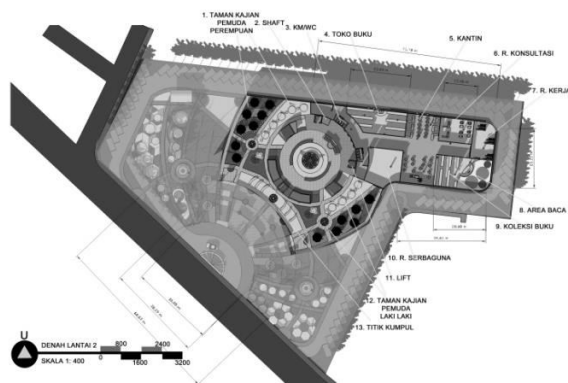 1. TAMAN KAJIAN
PEMUDA
PEREMPUAN
2. SHAFT
3. KM/WC
4. TOKO BUKU
5. KANTIN
6. R. KONSULTASI
7. R. KERJA
8. AREA BACA
9. KOLEKSI BUKU
10. R. SERBAGUNA
11. LIFT
12. TAMAN KAJIAN
PEMUDA
LAKI LAKI
13. TITIK KUMPUL
U
DENAH LANTAI 2
SKALA 1: 400
0
800
1600
2400
3200